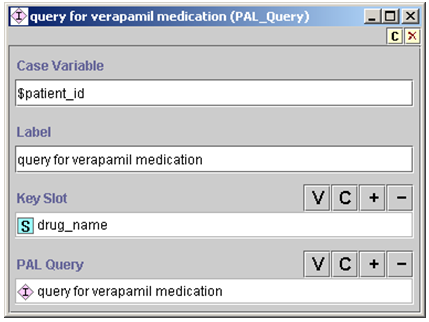 query for verapamil medication (PAL_Query)
C
Case Variable
$patient_id
Label
query for verapamil medication
Key Slot V C + −
S drug_name
PAL Query V C + −
query for verapamil medication